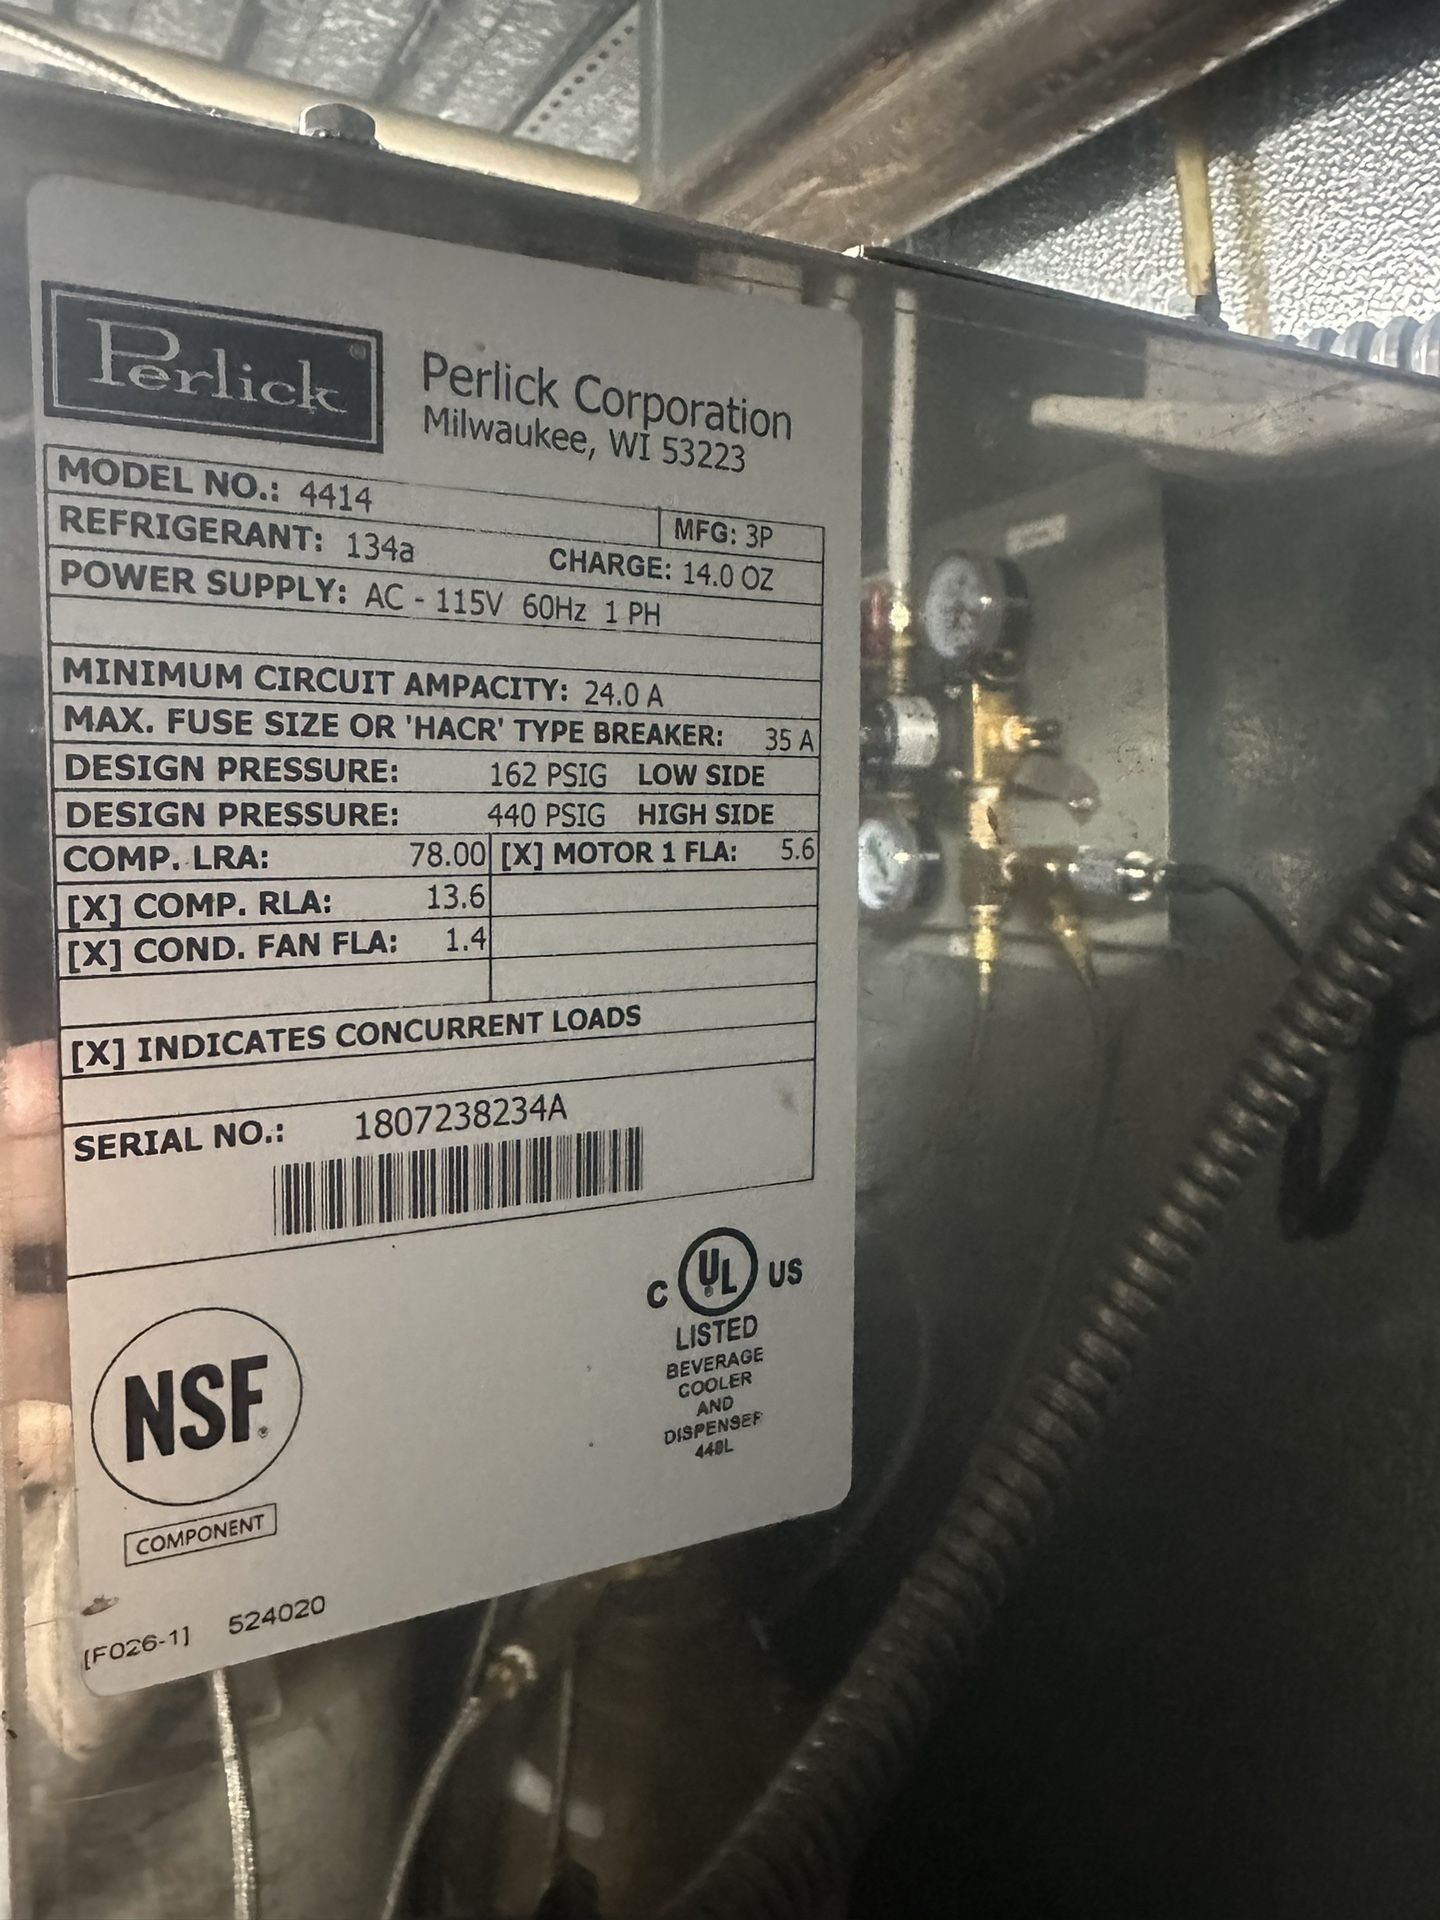 Perlick®
Perlick Corporation
Milwaukee, WI 53223
MODEL NO.: 4414
MFG: 3P
REFRIGERANT: 134a CHARGE: 14.0 OZ
POWER SUPPLY: AC - 115V 60Hz 1 PH
MINIMUM CIRCUIT AMPACITY: 24.0 A
MAX. FUSE SIZE OR 'HACR' TYPE BREAKER: 35 A
DESIGN PRESSURE: 162 PSIG LOW SIDE
DESIGN PRESSURE: 440 PSIG HIGH SIDE
COMP. LRA: 78.00 [X] MOTOR 1 FLA: 5.6
[X] COMP. RLA: 13.6
[X] COND. FAN FLA: 1.4
[X] INDICATES CONCURRENT LOADS
SERIAL NO.: 1807238234A
C UL US
LISTED
BEVERAGE
COOLER
AND
DISPENSER
NSF®
COMPONENT
[F026-1] 524020